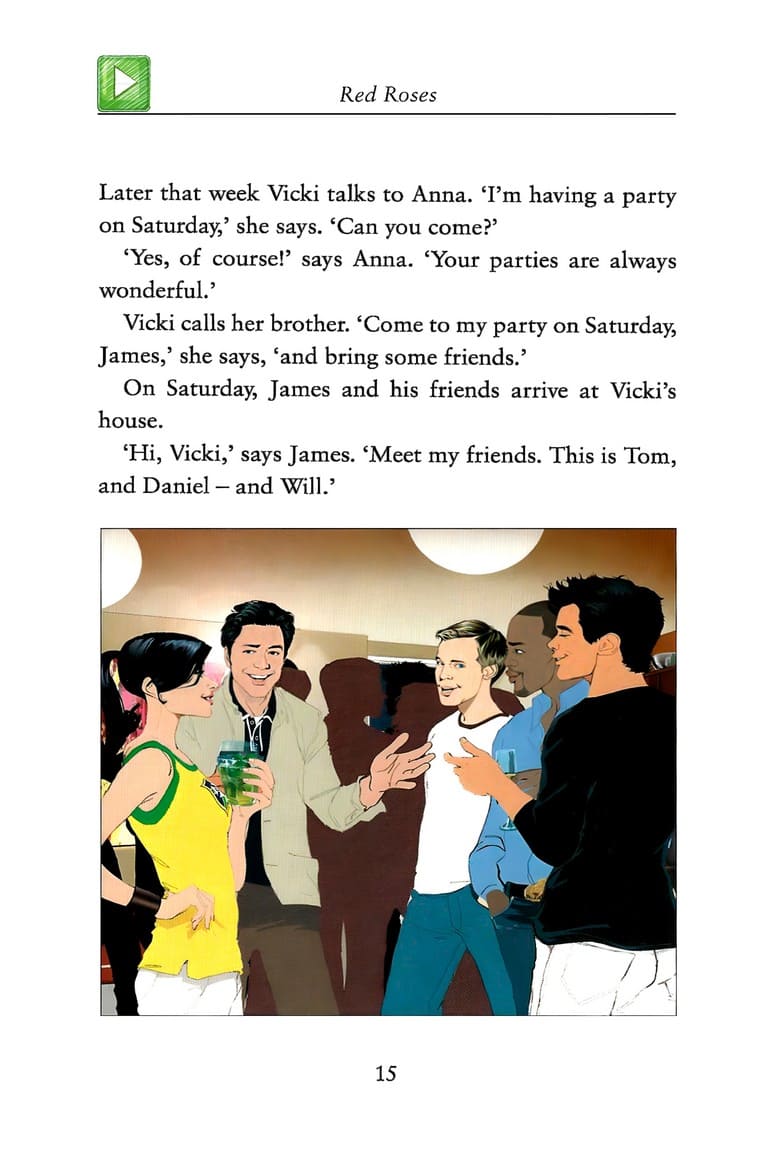 Red Roses
Later that week Vicki talks to Anna. ‘I’m having a party
on Saturday,’ she says. ‘Can you come?’
‘Yes, of course!’ says Anna. ‘Your parties are always
wonderful.’
Vicki calls her brother. ‘Come to my party on Saturday,
James,’ she says, ‘and bring some friends.’
On Saturday, James and his friends arrive at Vicki’s
house.
‘Hi, Vicki,’ says James. ‘Meet my friends. This is Tom,
and Daniel – and Will.’
15